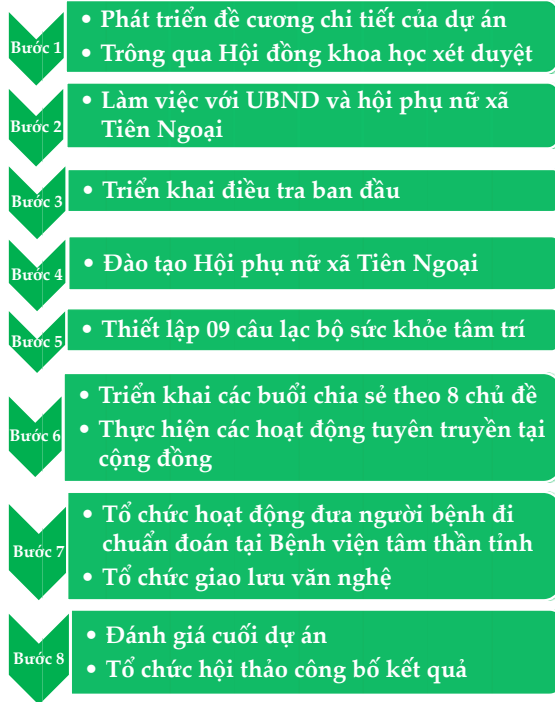 Bước 1
• Phát triển đề cương chi tiết của dự án
• Trông qua Hội đồng khoa học xét duyệt
Bước 2
• Làm việc với UBND và hội phụ nữ xã
Tiên Ngoại
Bước 3
• Triển khai điều tra ban đầu
Bước 4
• Đào tạo Hội phụ nữ xã Tiên Ngoại
Bước 5
• Thiết lập 09 câu lạc bộ sức khỏe tâm trí
Bước 6
• Triển khai các buổi chia sẻ theo 8 chủ đề
• Thực hiện các hoạt động tuyên truyền tại
cộng đồng
Bước 7
• Tổ chức hoạt động đưa người bệnh đi
chuẩn đoán tại Bệnh viện tâm thần tỉnh
• Tổ chức giao lưu văn nghệ
Bước 8
• Đánh giá cuối dự án
• Tổ chức hội thảo công bố kết quả